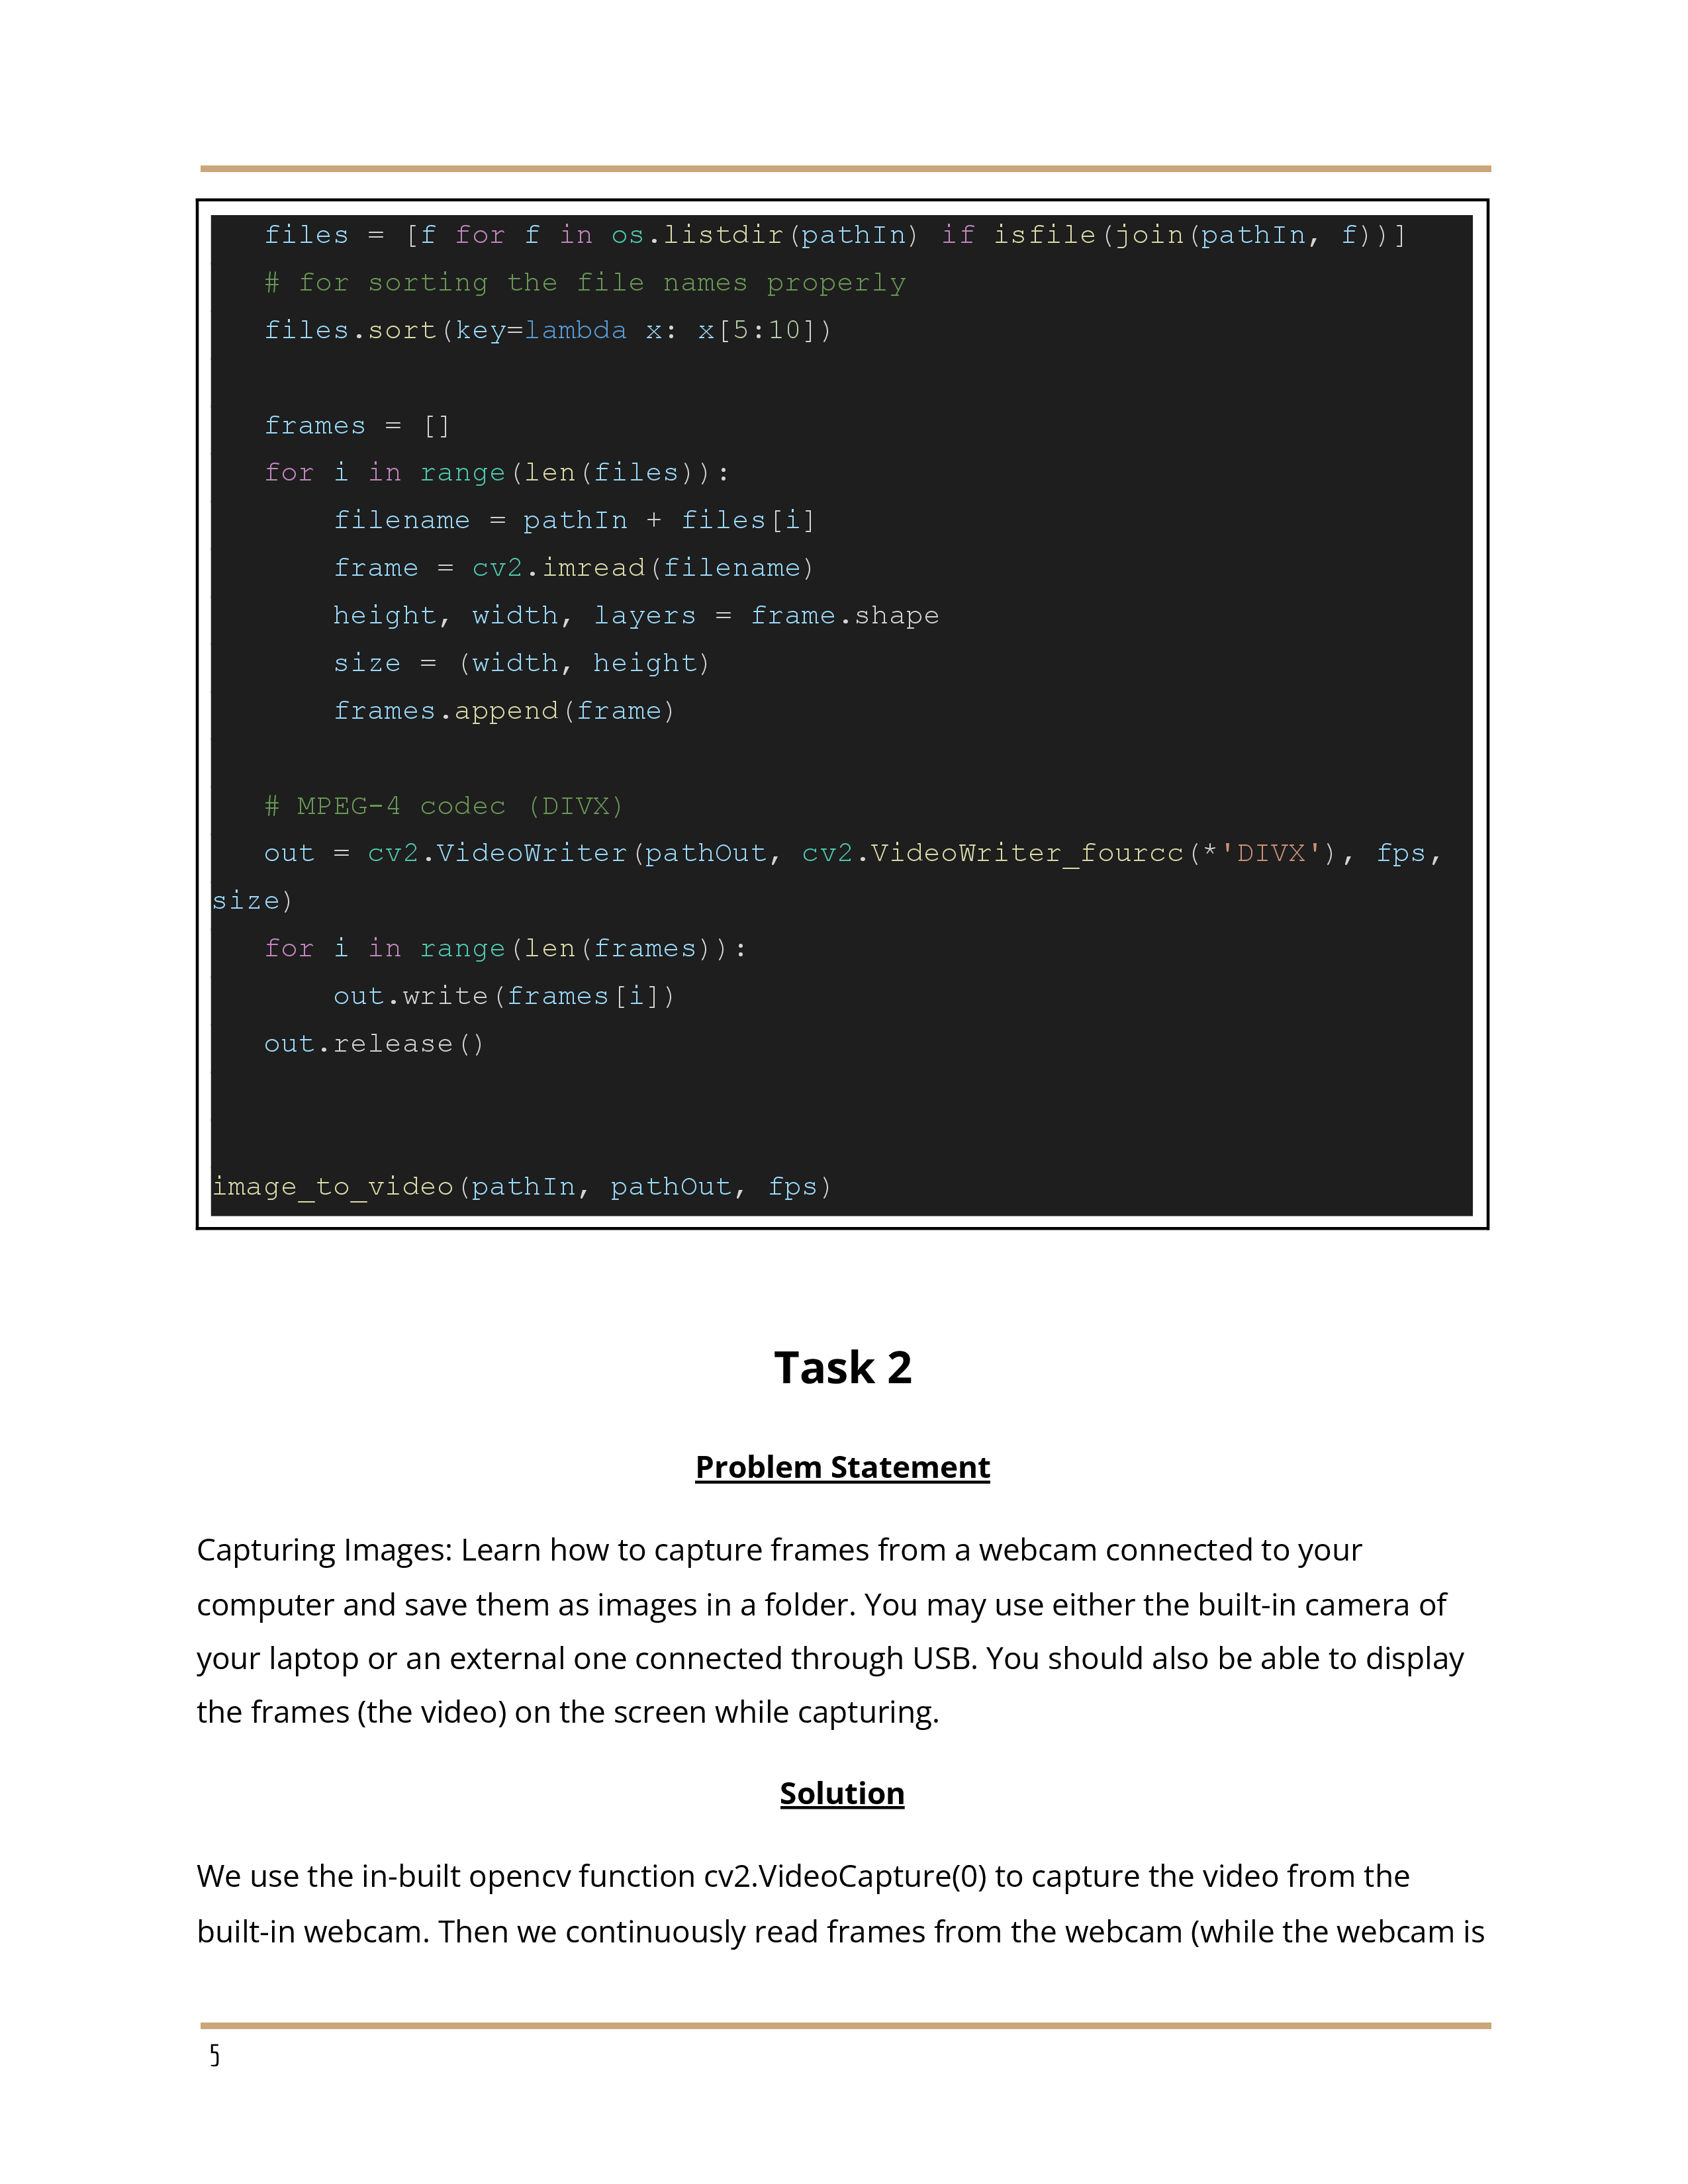 files = [f for f in os.listdir(pathIn) if isfile(join(pathIn, f))]
# for sorting the file names properly
files.sort(key=lambda x: x[5:10])
frames = []
for i in range(len(files)):
filename = pathIn + files[i]
frame = cv2.imread(filename)
height, width, layers = frame.shape
size = (width, height)
frames.append(frame)
# MPEG-4 codec (DIVX)
out = cv2.VideoWriter(pathOut, cv2.VideoWriter_fourcc(*'DIVX'), fps,
size)
for i in range(len(frames)):
out.write(frames[i])
out.release()
image_to_video(pathIn, pathOut, fps)
Task 2
Problem Statement
Capturing Images: Learn how to capture frames from a webcam connected to your
computer and save them as images in a folder. You may use either the built-in camera of
your laptop or an external one connected through USB. You should also be able to display
the frames (the video) on the screen while capturing.
Solution
We use the in-built opencv function cv2.VideoCapture(0) to capture the video from the
built-in webcam. Then we continuously read frames from the webcam (while the webcam is
5